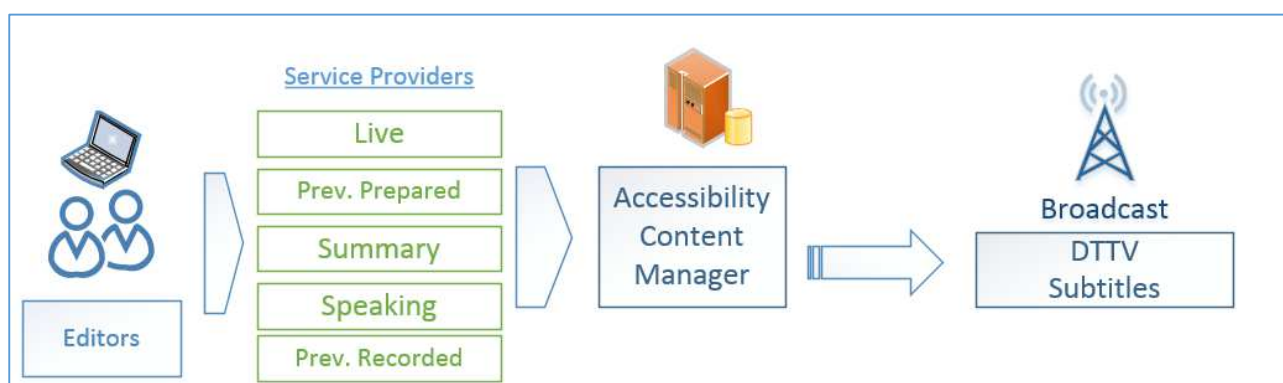 Service Providers
Live
Prev. Prepared
Summary
Speaking
Prev. Recorded
Editors
Accessibility
Content
Manager
Broadcast
DTTV
Subtitles